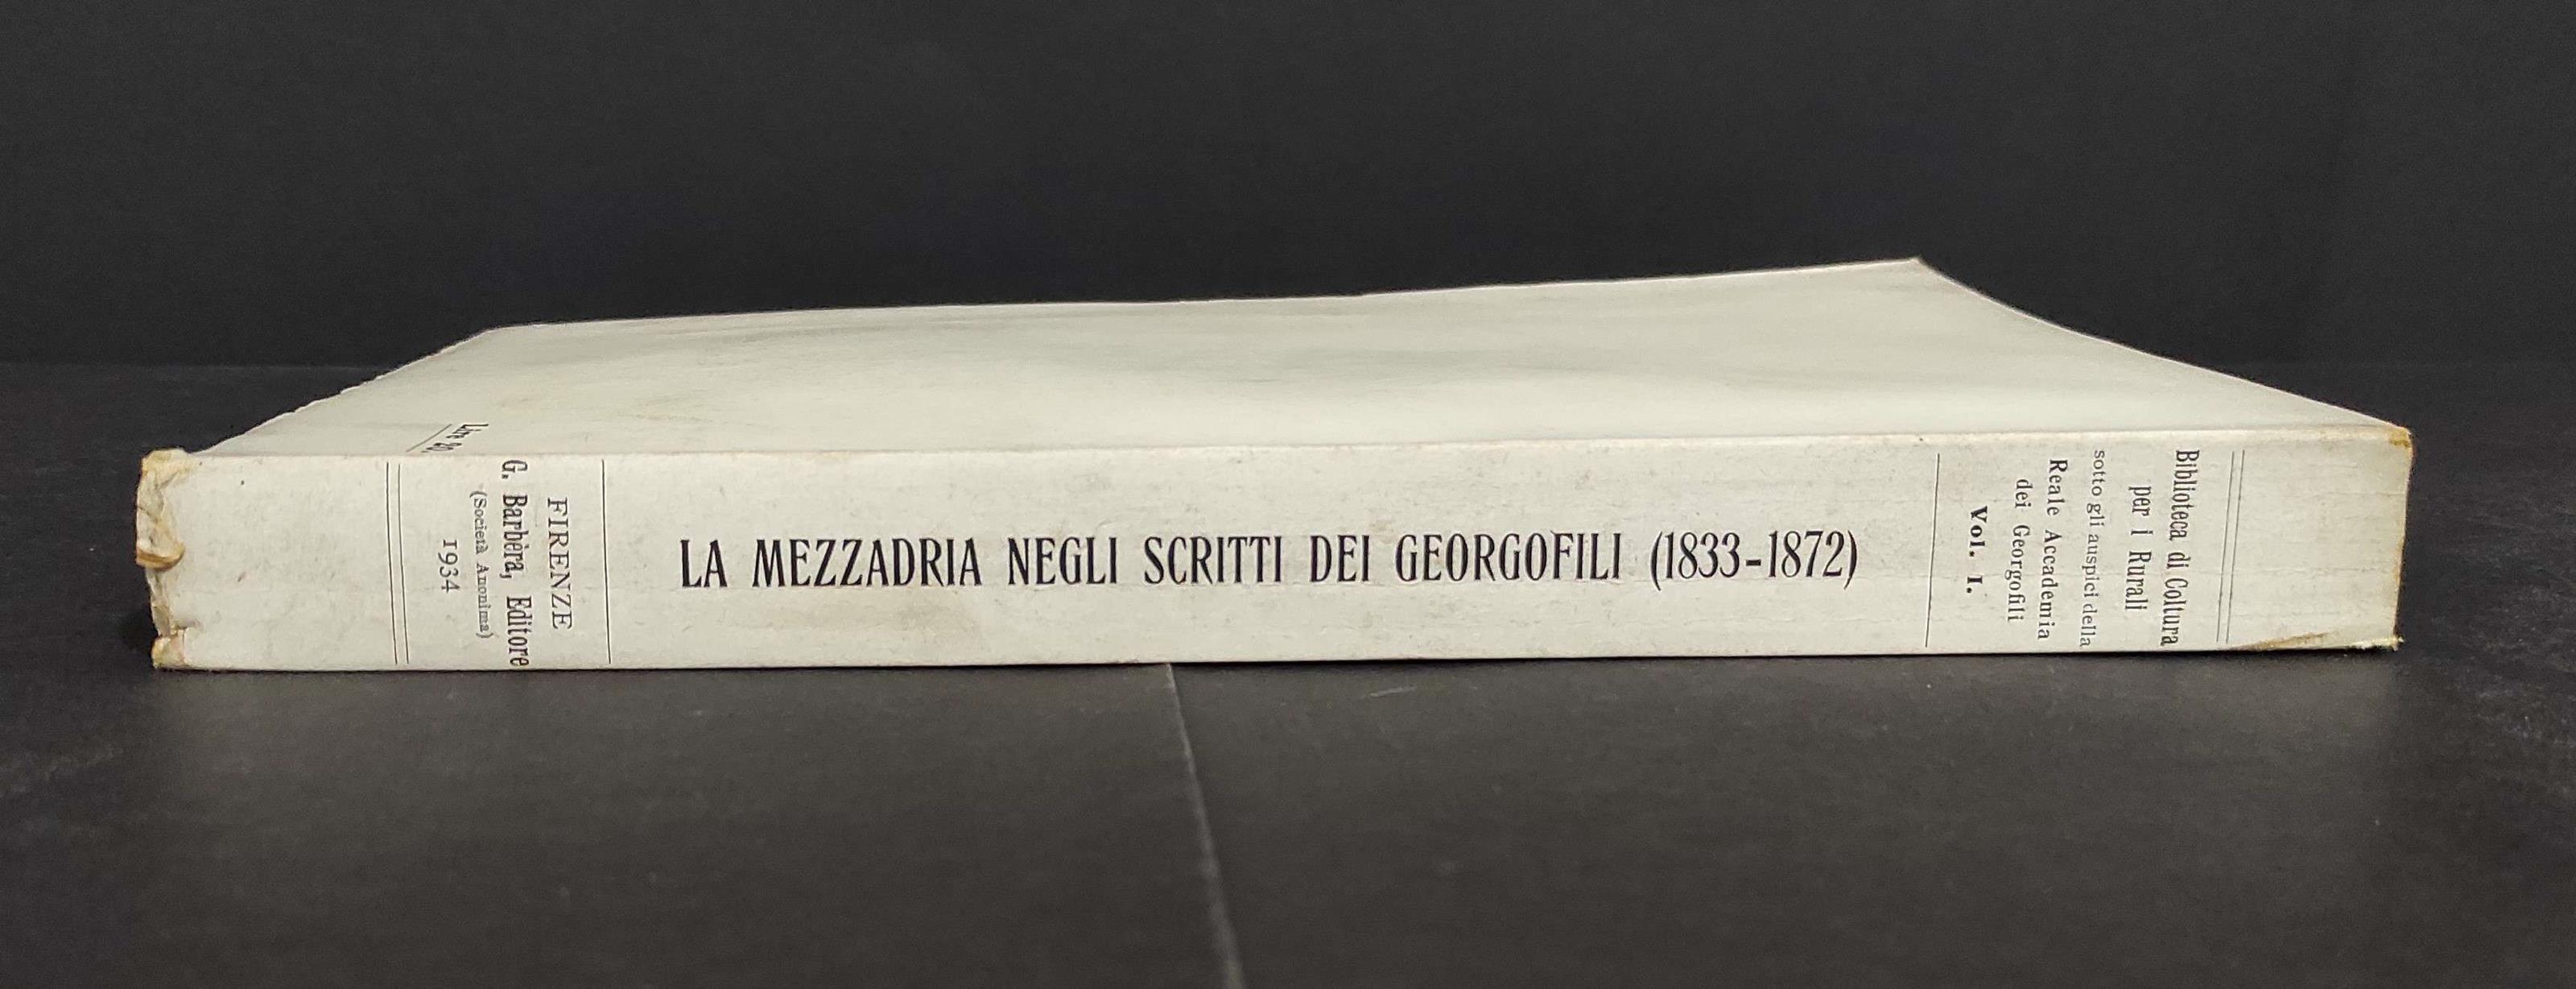 Biblioteca di Coltura
per i Rurali
sotto gli auspici della
Reale Accademia
dei Georgofili
Vol. I.
LA MEZZADRIA NEGLI SCRITTI DEI GEORGOFILI (1833-1872)
FIRENZE
G. Barbèra, Editore
(Società Anonima)
1934
Lire